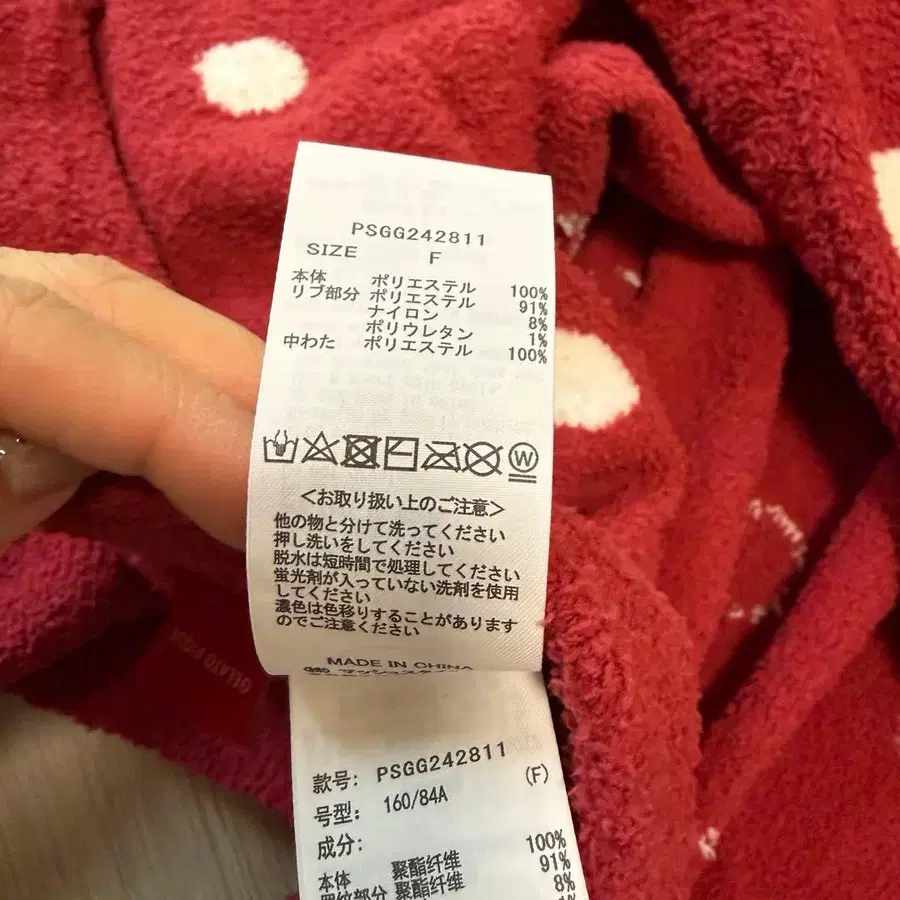 PSGG242811
SIZE F
本体 ポリエステル 100%
リブ部分 ポリエステル 91%
ナイロン 8%
ポリウレタン 1%
中わた ポリエステル 100%
W
<お取り扱い上のご注意>
他の物と分けて洗ってください
押し洗いをしてください
脱水は短時間で処理してください
蛍光剤が入っていない洗剤を使用
してください
濃色は色移りすることがあります
のでご注意ください
MADE IN CHINA
GELATO PIQUE
款号: PSGG242811
(F)
号型: 160/84A
成分:
本体 聚酯纤维 100%
罗纹部分 聚酯纤维 91%
8%